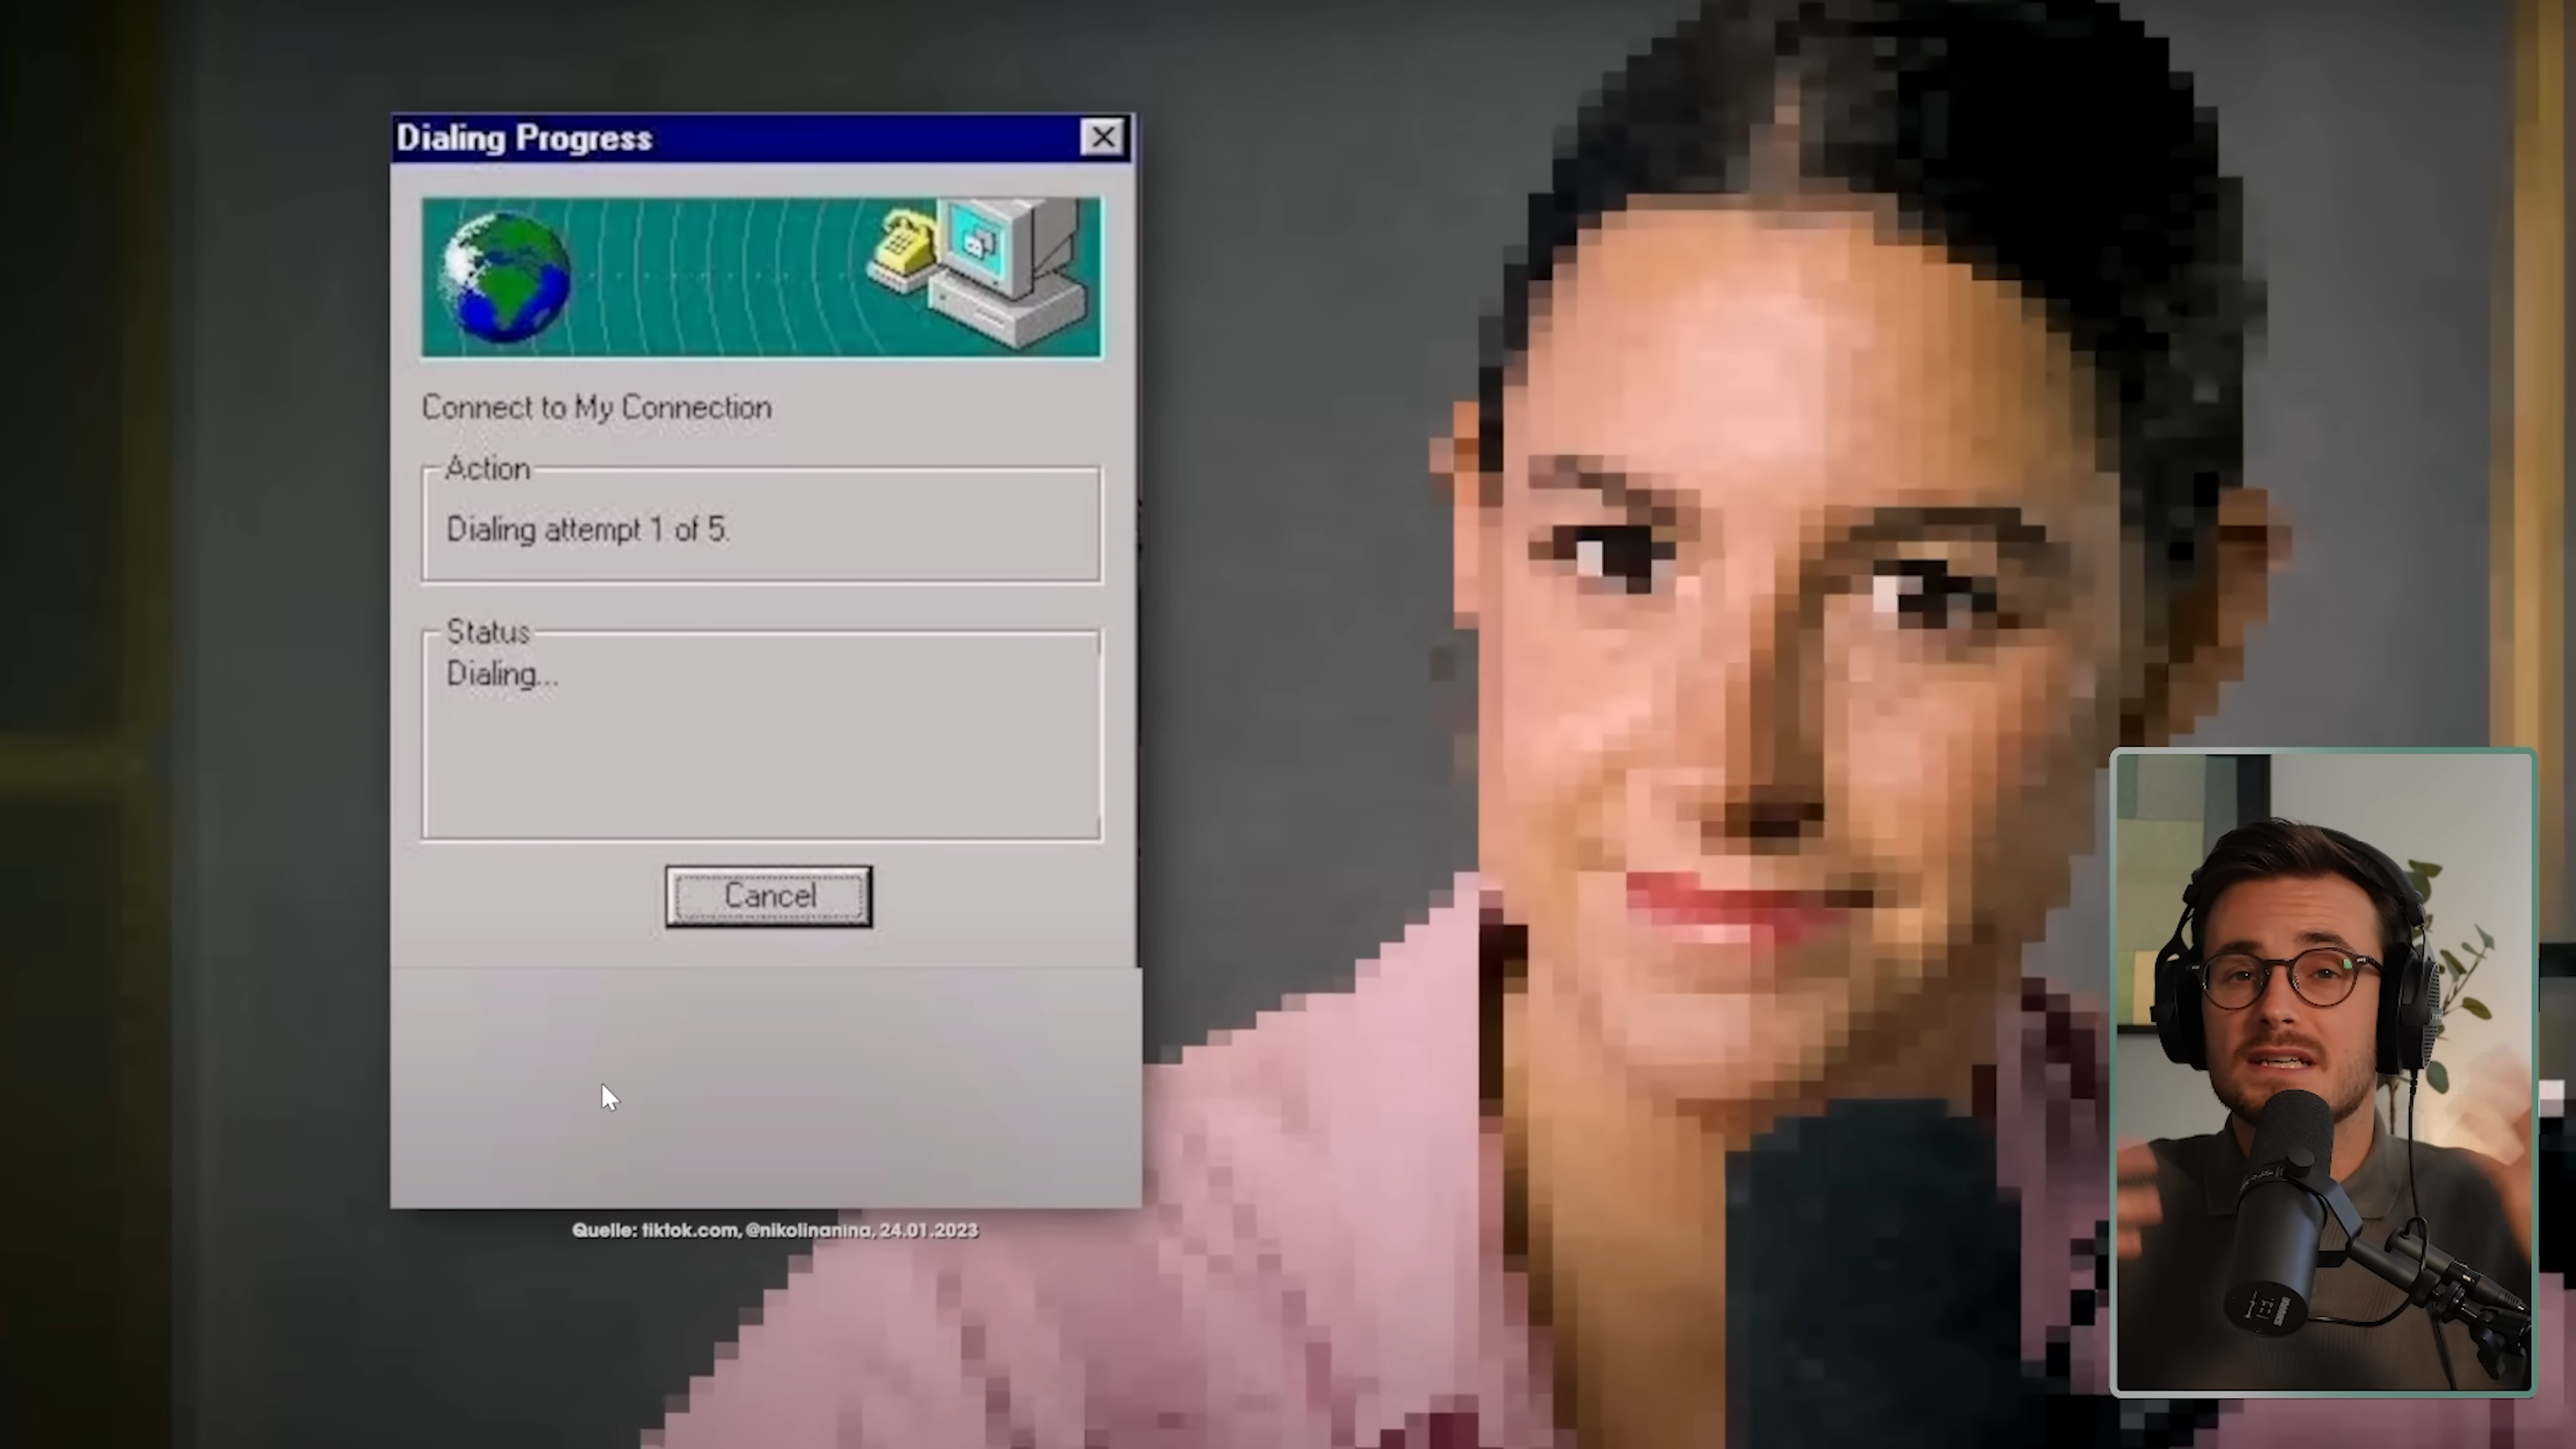 Dialing Progress
Connect to My Connection
Action
Dialing attempt 1 of 5.
Status
Dialing...
Cancel
Quelle: tiktok.com, @nikolinanina, 24.01.2023
SHURE